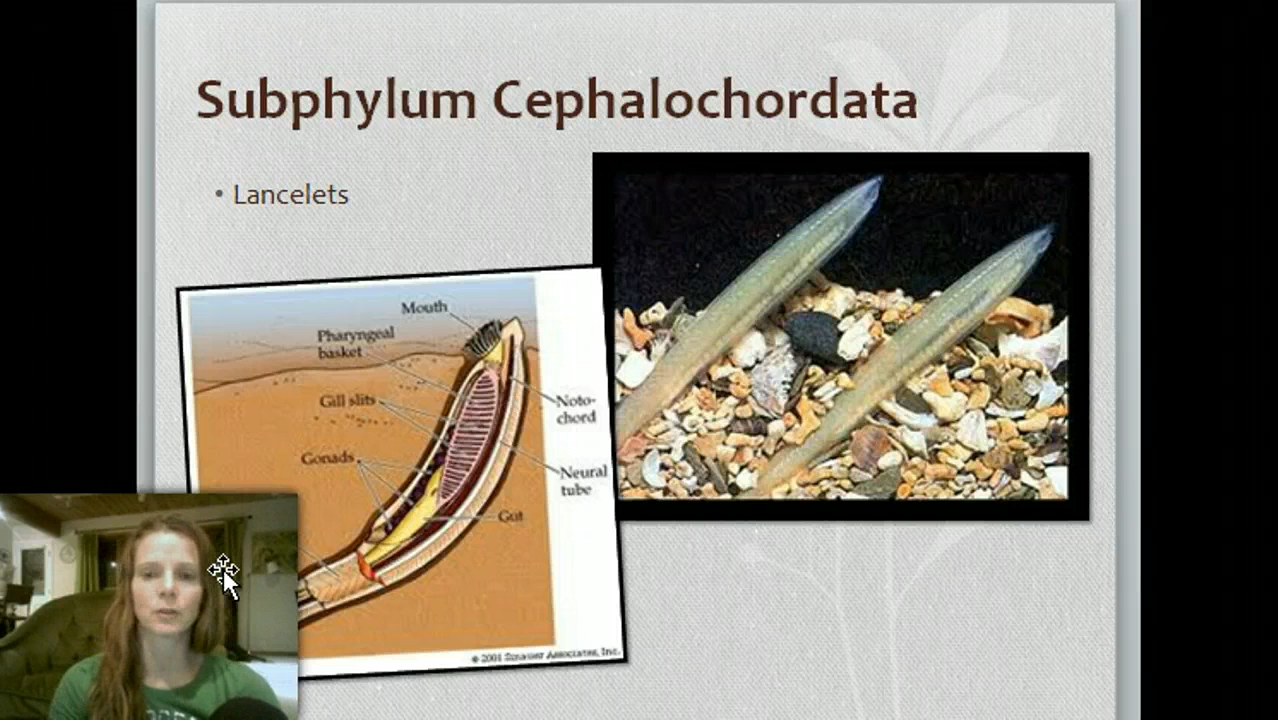 Subphylum Cephalochordata
• Lancelets
Mouth
Pharyngeal
basket
Gill slits
Noto-
chord
Gonads
Neural
tube
Gut
© 2001 Sinauer Associates, Inc.